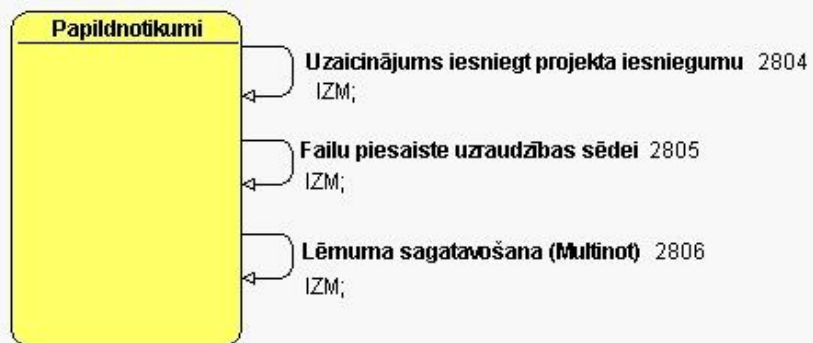 Papildnotikumi
Uzaicinājums iesniegt projekta iesniegumu 2804
IZM;
Failu piesaiste uzraudzības sēdei 2805
IZM;
Lēmuma sagatavošana (Multinot) 2806
IZM;